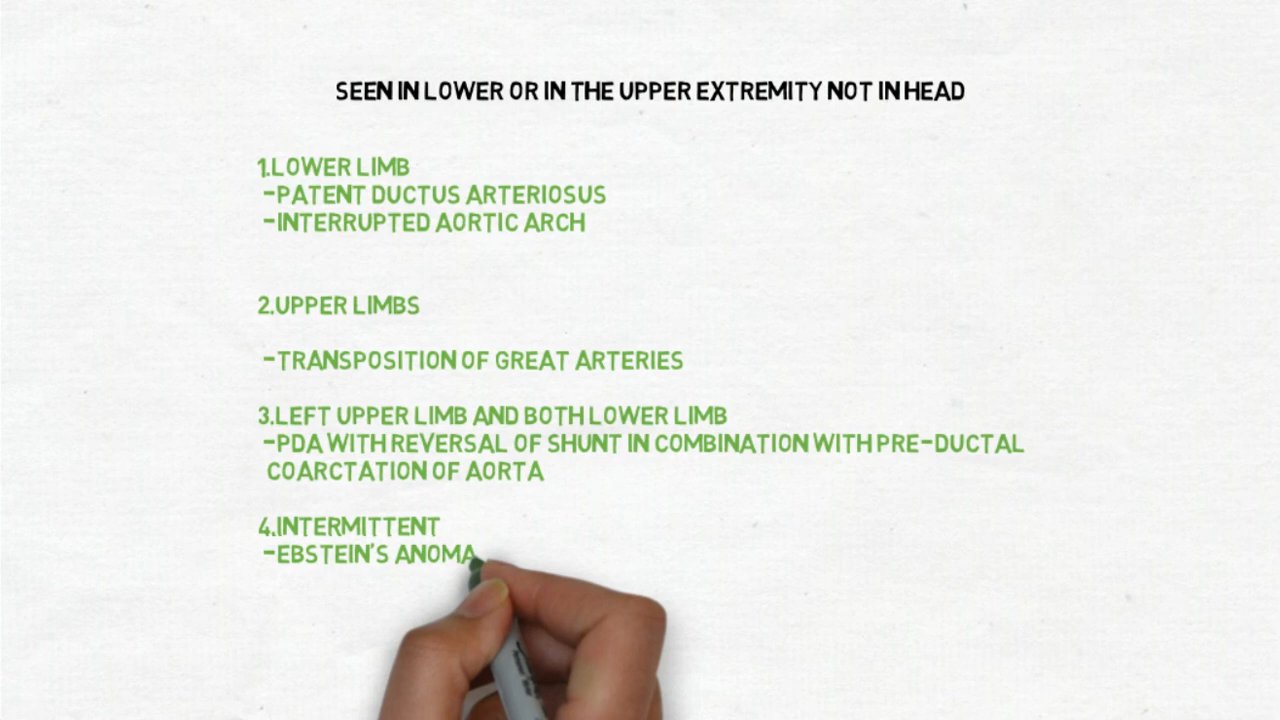 SEEN IN LOWER OR IN THE UPPER EXTREMITY NOT IN HEAD
1.LOWER LIMB
-PATENT DUCTUS ARTERIOSUS
-INTERRUPTED AORTIC ARCH
2.UPPER LIMBS
-TRANSPOSITION OF GREAT ARTERIES
3.LEFT UPPER LIMB AND BOTH LOWER LIMB
-PDA WITH REVERSAL OF SHUNT IN COMBINATION WITH PRE-DUCTAL
COARCTATION OF AORTA
4.INTERMITTENT
-EBSTEIN'S ANOMA